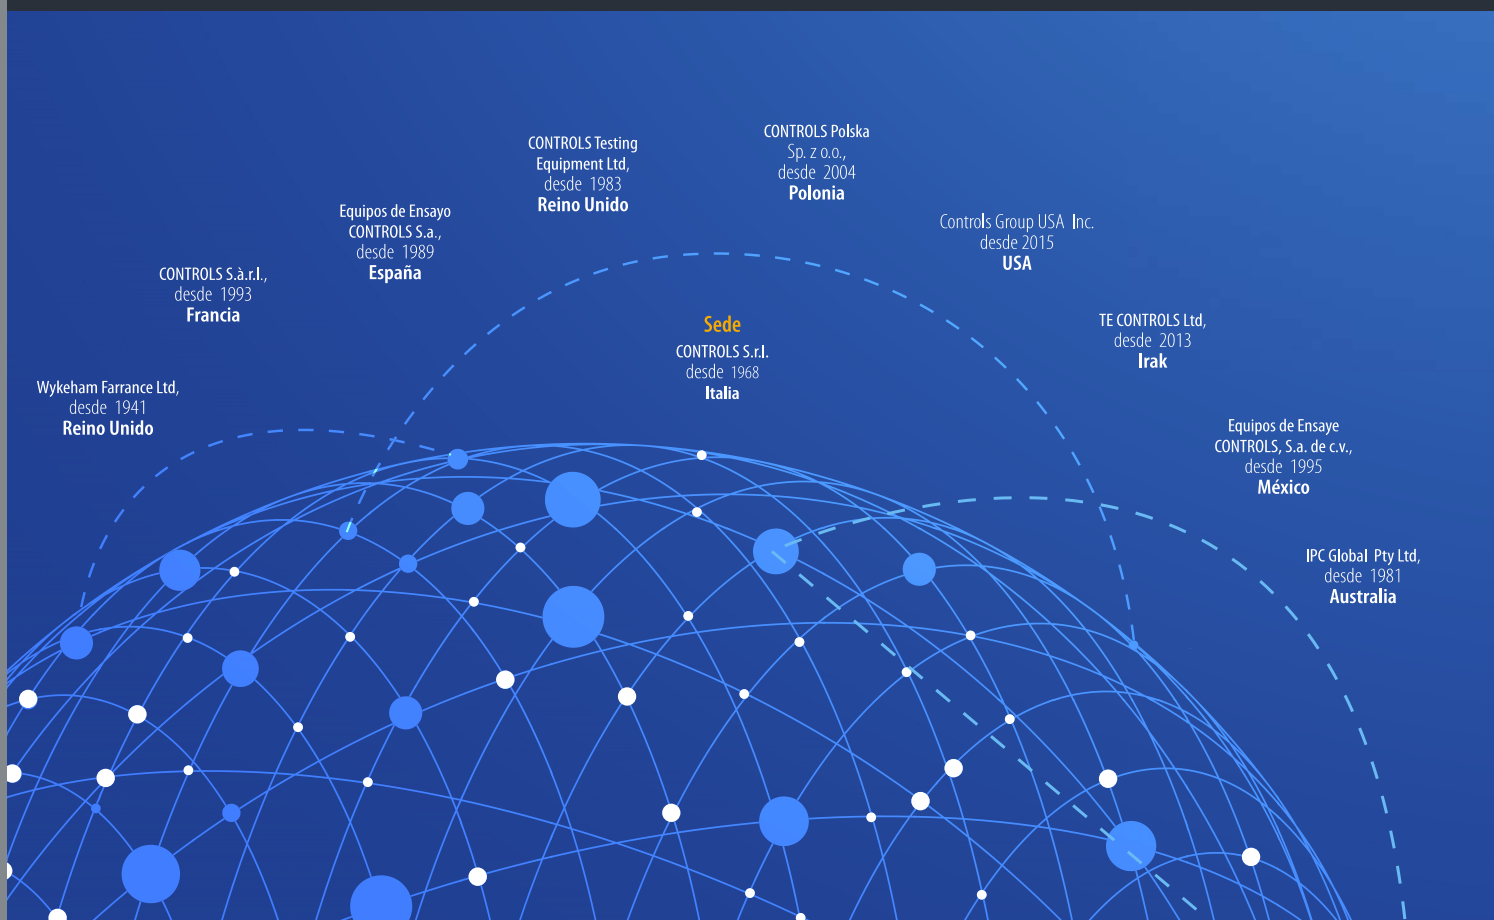 Wykeham Farrance Ltd,
desde 1941
Reino Unido
CONTROLS S.à.r.l.,
desde 1993
Francia
Equipos de Ensayo
CONTROLS S.a.,
desde 1989
España
CONTROLS Testing
Equipment Ltd,
desde 1983
Reino Unido
CONTROLS Polska
Sp. z o.o.,
desde 2004
Polonia
Controls Group USA Inc.
desde 2015
USA
Sede
CONTROLS S.r.l.
desde 1968
Italia
TE CONTROLS Ltd,
desde 2013
Irak
Equipos de Ensaye
CONTROLS, S.a. de c.v.,
desde 1995
México
IPC Global Pty Ltd,
desde 1981
Australia